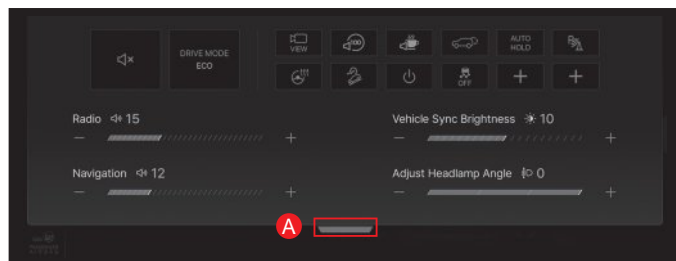 VIEW
100
AUTO
HOLD
DRIVE MODE
ECO
OFF
Radio 15
Vehicle Sync Brightness 10
Navigation 12
Adjust Headlamp Angle 0
A